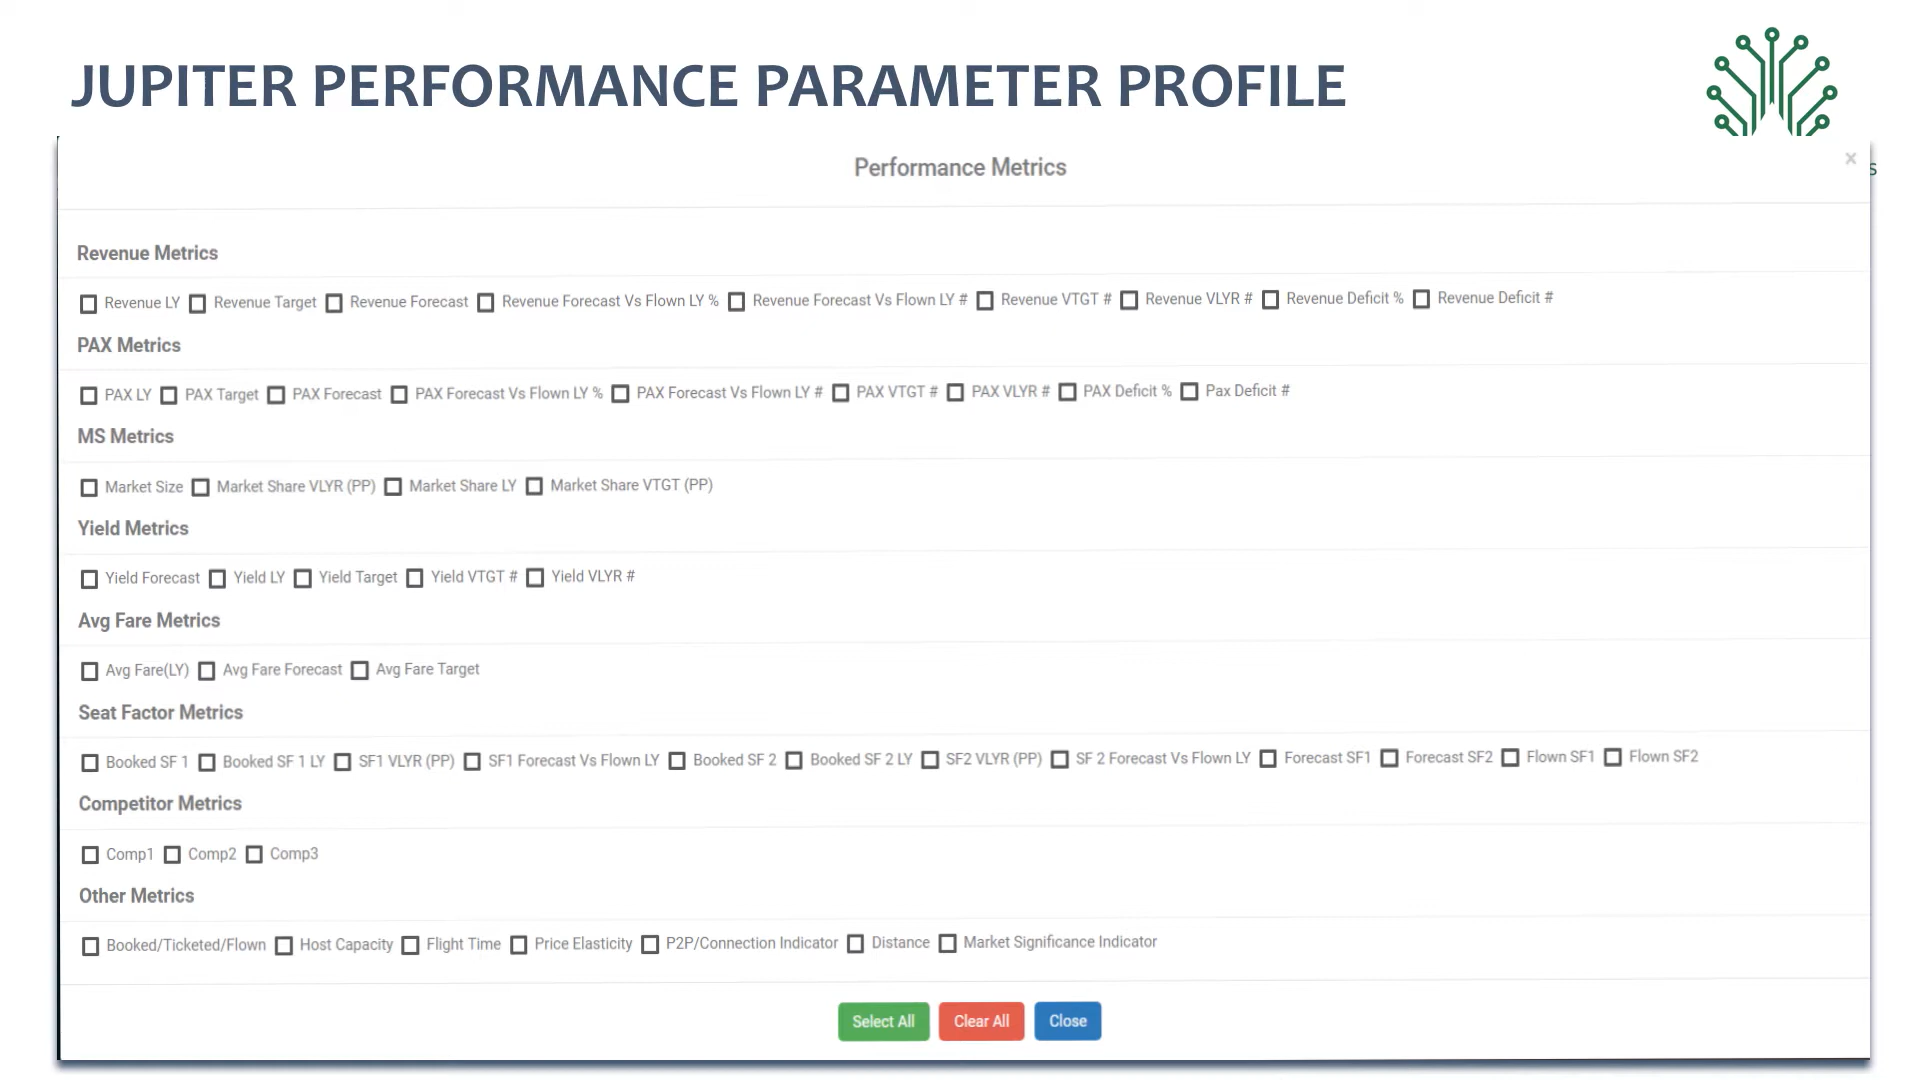 JUPITER PERFORMANCE PARAMETER PROFILE
Performance Metrics
×
s
Revenue Metrics
Revenue LY Revenue Target Revenue Forecast Revenue Forecast Vs Flown LY % Revenue Forecast Vs Flown LY # Revenue VTGT # Revenue VLYR # Revenue Deficit % Revenue Deficit #
PAX Metrics
PAX LY PAX Target PAX Forecast PAX Forecast Vs Flown LY % PAX Forecast Vs Flown LY # PAX VTGT # PAX VLYR # PAX Deficit % Pax Deficit #
MS Metrics
Market Size Market Share VLYR (PP) Market Share LY Market Share VTGT (PP)
Yield Metrics
Yield Forecast Yield LY Yield Target Yield VTGT # Yield VLYR #
Avg Fare Metrics
Avg Fare(LY) Avg Fare Forecast Avg Fare Target
Seat Factor Metrics
Booked SF 1 Booked SF 1 LY SF1 VLYR (PP) SF1 Forecast Vs Flown LY Booked SF 2 Booked SF 2 LY SF2 VLYR (PP) SF 2 Forecast Vs Flown LY Forecast SF1 Forecast SF2 Flown SF1 Flown SF2
Competitor Metrics
Comp1 Comp2 Comp3
Other Metrics
Booked/Ticketed/Flown Host Capacity Flight Time Price Elasticity P2P/Connection Indicator Distance Market Significance Indicator
Select All Clear All Close